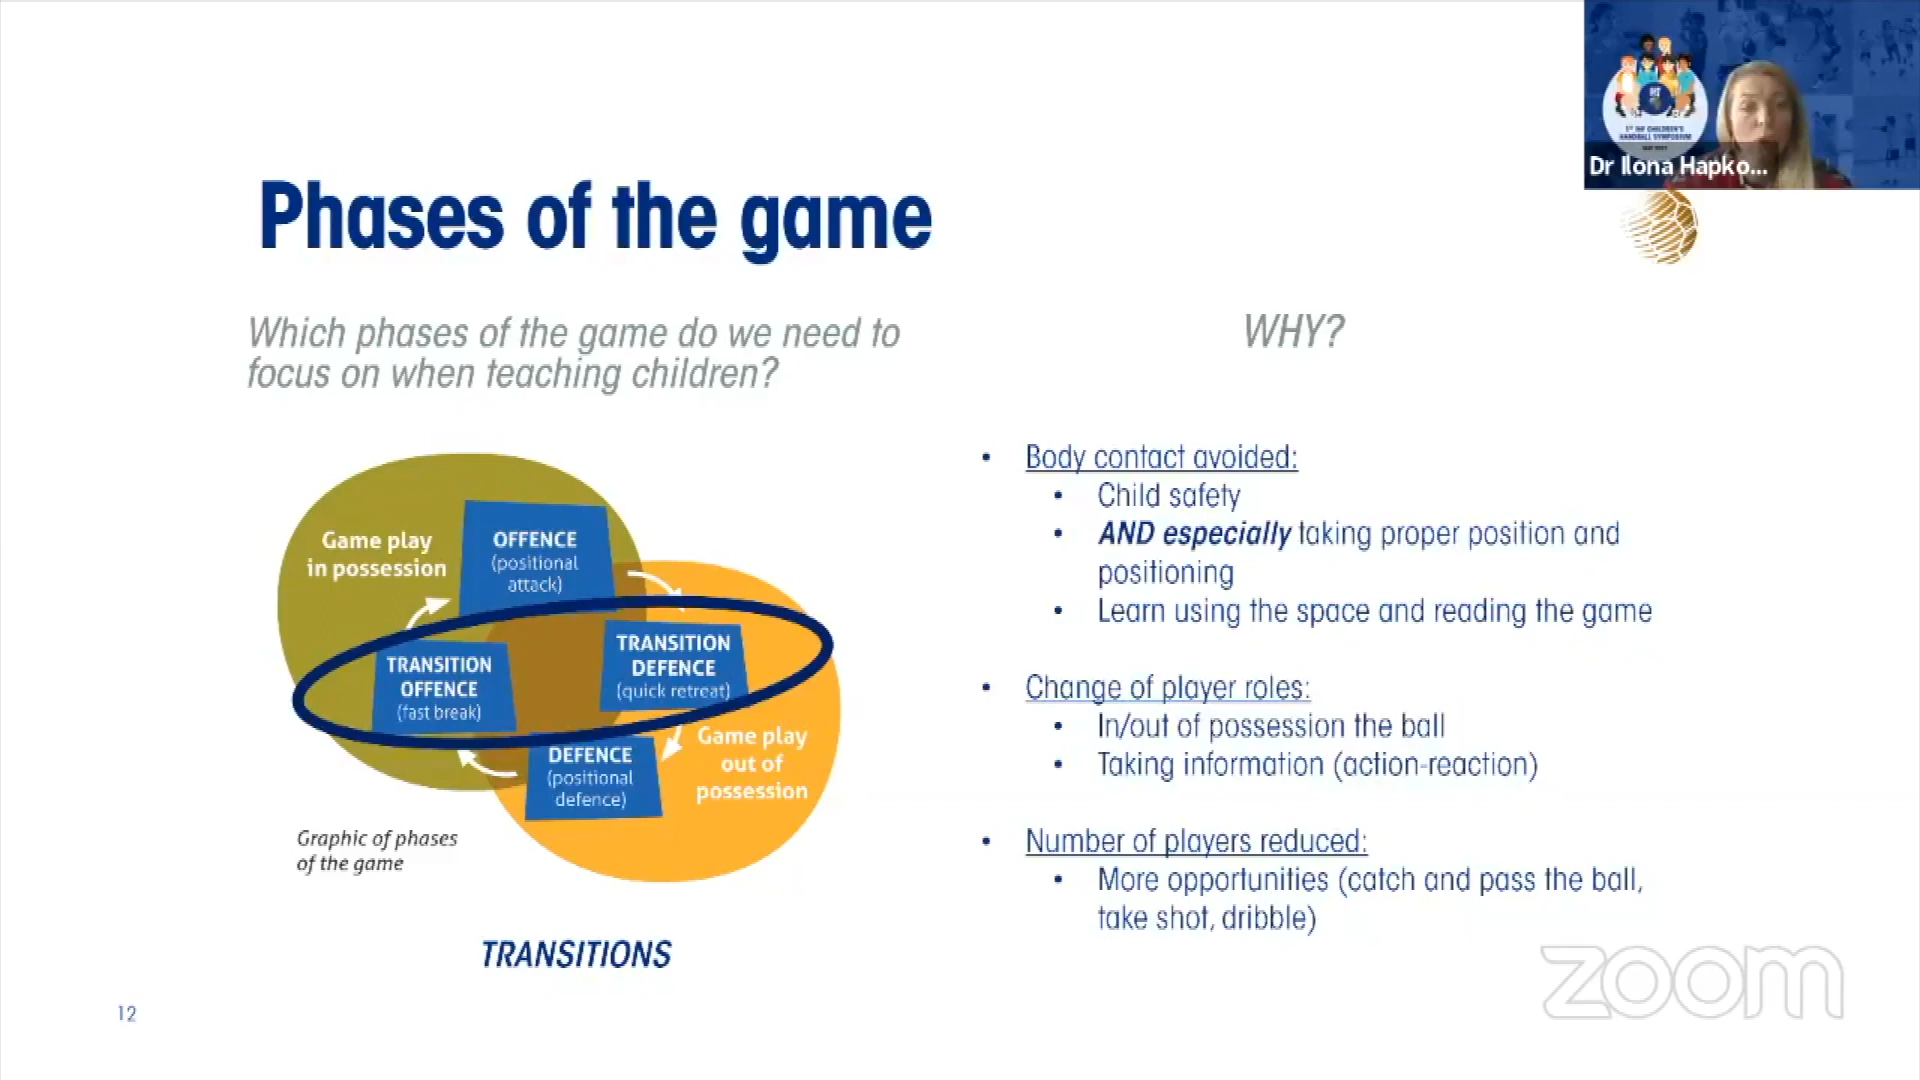 Dr Ilona Hapko...
Phases of the game
Which phases of the game do we need to
focus on when teaching children?
WHY?
Game play
in possession
OFFENCE
(positional
attack)
TRANSITION
OFFENCE
(fast break)
TRANSITION
DEFENCE
(quick retreat)
DEFENCE
(positional
defence)
Game play
out of
possession
Graphic of phases
of the game
TRANSITIONS
• Body contact avoided:
• Child safety
• AND especially taking proper position and
positioning
• Learn using the space and reading the game
• Change of player roles:
• In/out of possession the ball
• Taking information (action-reaction)
• Number of players reduced:
• More opportunities (catch and pass the ball,
take shot, dribble)
12
zoom